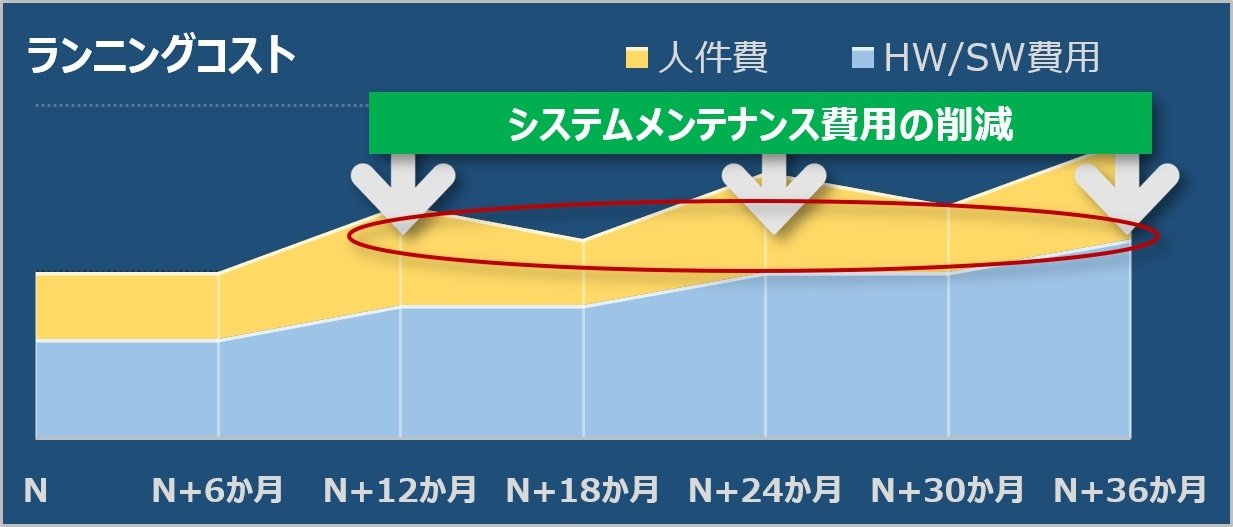 ランニングコスト
人件費
HW/SW費用
システムメンテナンス費用の削減
N
N+6か月
N+12か月
N+18か月
N+24か月
N+30か月
N+36か月